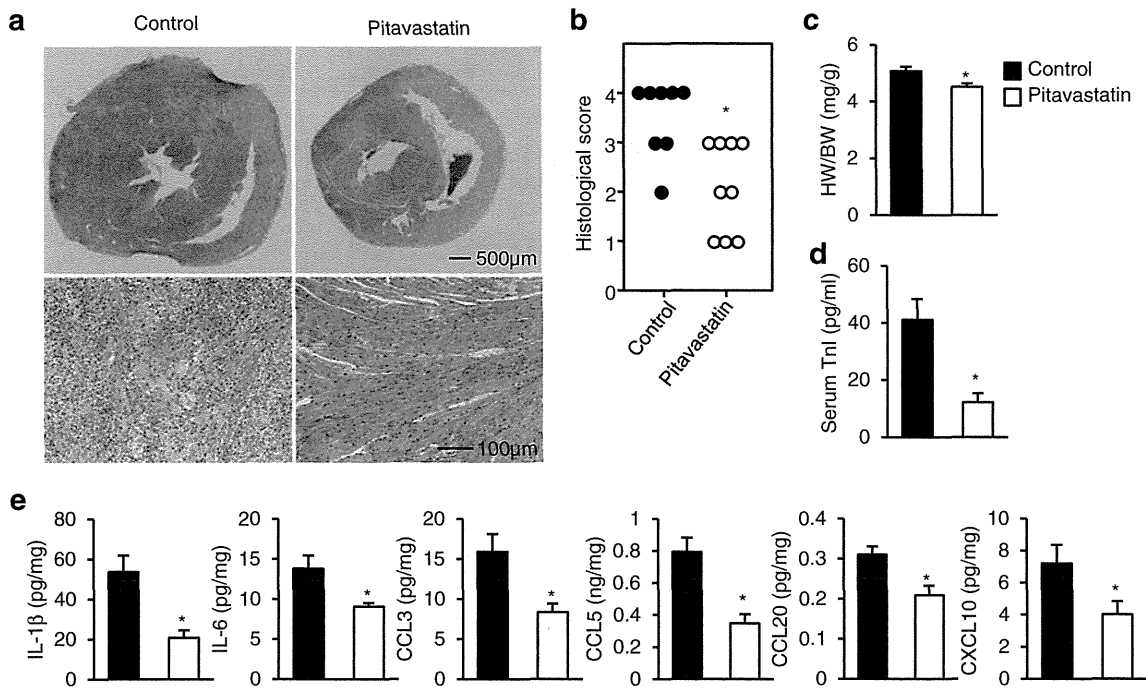 a
Control
Pitavastatin
500μm
100μm
b
Histological score
4
3
2
1
*
Control
Pitavastatin
c
HW/BW (mg/g)
6
4
2
0
*
Control
Pitavastatin
d
Serum TnI (pg/ml)
60
40
20
0
*
e
IL-1β (pg/mg)
80
60
40
20
0
*
IL-6 (pg/mg)
20
15
10
5
0
*
CCL3 (pg/mg)
20
15
10
5
0
*
CCL5 (ng/mg)
1
0.8
0.6
0.4
0.2
0
*
CCL20 (pg/mg)
0.4
0.3
0.2
0.1
0
*
CXCL10 (pg/mg)
10
8
6
4
2
0
*